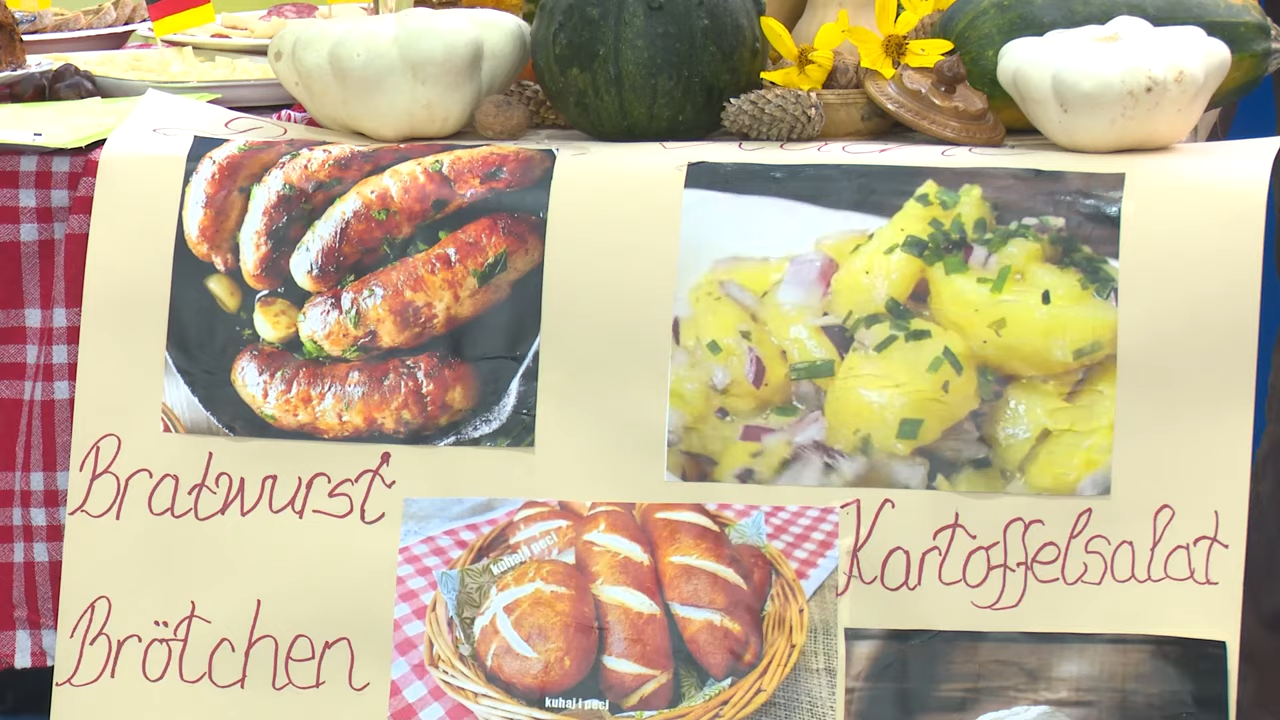 Bratwurst
Kartoffelsalat
kuhaj i peci
Brötchen
kuhaj i peci